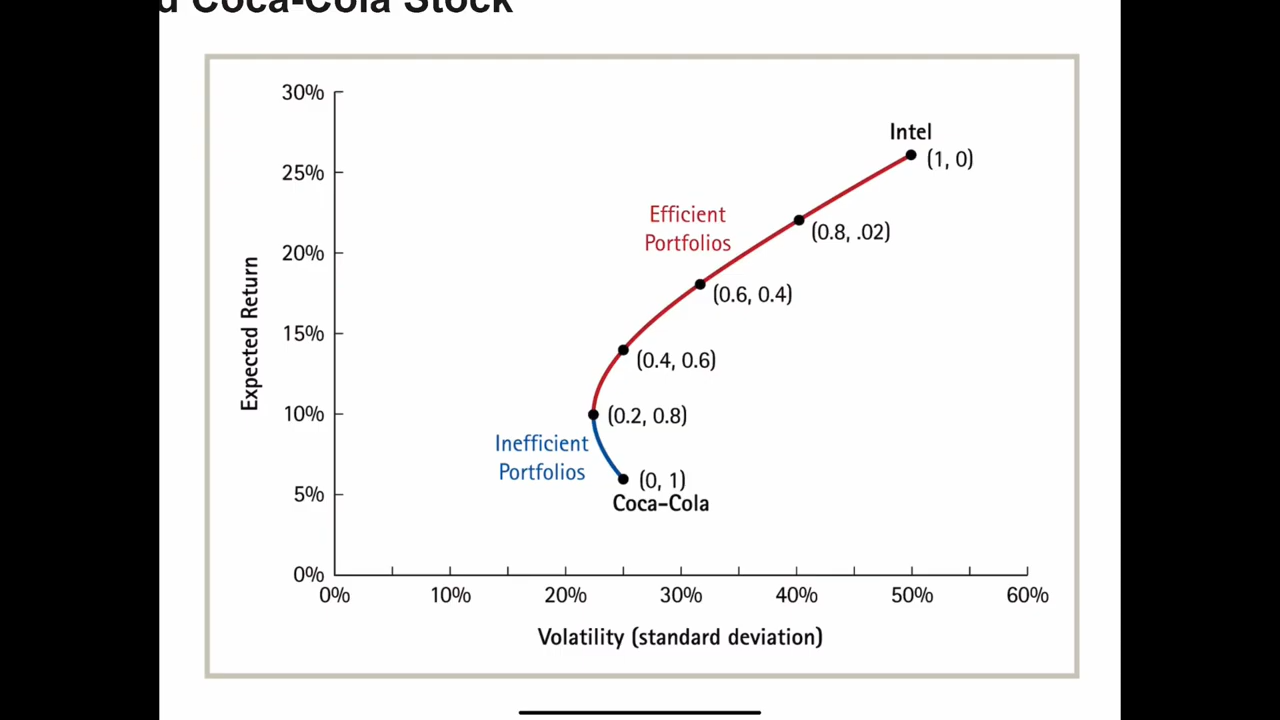 d Coca-Cola Stock
30%
Intel
(1, 0)
25%
Efficient
Portfolios
(0.8, .02)
20%
(0.6, 0.4)
Expected Return
15%
(0.4, 0.6)
10%
(0.2, 0.8)
Inefficient
Portfolios
(0, 1)
5%
Coca-Cola
0%
0% 10% 20% 30% 40% 50% 60%
Volatility (standard deviation)